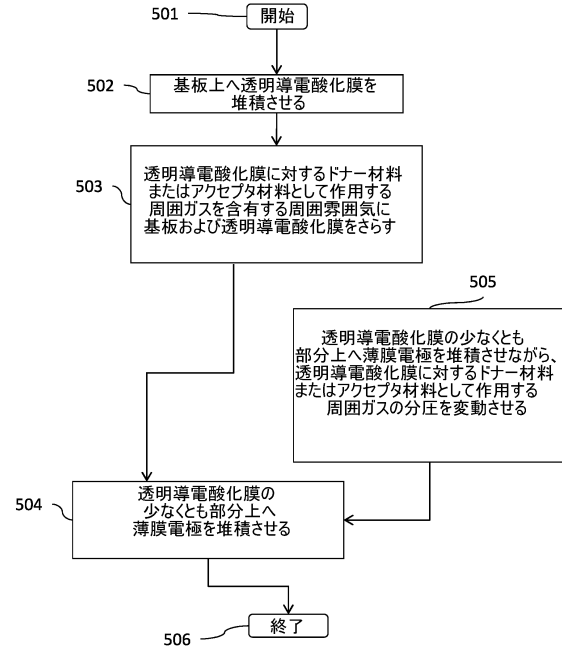 501
開始
502
基板上へ透明導電酸化膜を
堆積させる
503
透明導電酸化膜に対するドナー材料
またはアクセプタ材料として作用する
周囲ガスを含有する周囲雰囲気に
基板および透明導電酸化膜をさらす
505
透明導電酸化膜の少なくとも
部分上へ薄膜電極を堆積させながら、
透明導電酸化膜に対するドナー材料
またはアクセプタ材料として作用する
周囲ガスの分圧を変動させる
504
透明導電酸化膜の
少なくとも部分上へ
薄膜電極を堆積させる
506
終了